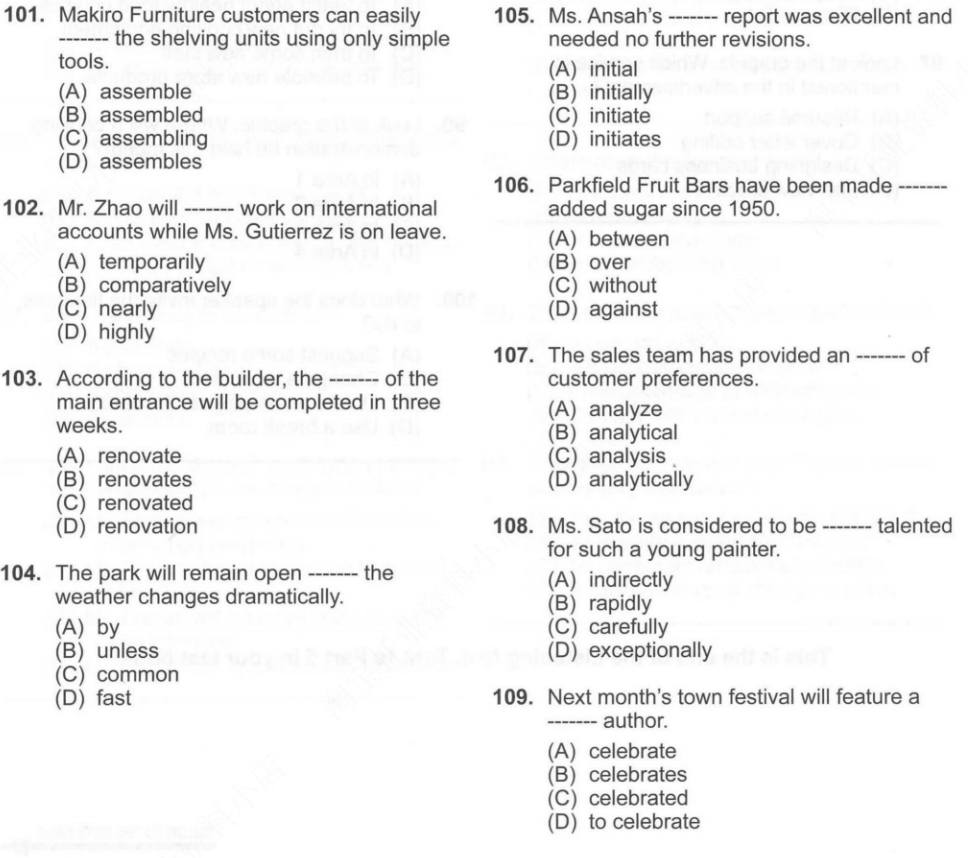 101. Makiro Furniture customers can easily
------- the shelving units using only simple
tools.
(A) assemble
(B) assembled
(C) assembling
(D) assembles
102. Mr. Zhao will ------- work on international
accounts while Ms. Gutierrez is on leave.
(A) temporarily
(B) comparatively
(C) nearly
(D) highly
103. According to the builder, the ------- of the
main entrance will be completed in three
weeks.
(A) renovate
(B) renovates
(C) renovated
(D) renovation
104. The park will remain open ------- the
weather changes dramatically.
(A) by
(B) unless
(C) common
(D) fast
105. Ms. Ansah's ------- report was excellent and
needed no further revisions.
(A) initial
(B) initially
(C) initiate
(D) initiates
106. Parkfield Fruit Bars have been made -------
added sugar since 1950.
(A) between
(B) over
(C) without
(D) against
107. The sales team has provided an ------- of
customer preferences.
(A) analyze
(B) analytical
(C) analysis
(D) analytically
108. Ms. Sato is considered to be ------- talented
for such a young painter.
(A) indirectly
(B) rapidly
(C) carefully
(D) exceptionally
109. Next month's town festival will feature a
------- author.
(A) celebrate
(B) celebrates
(C) celebrated
(D) to celebrate